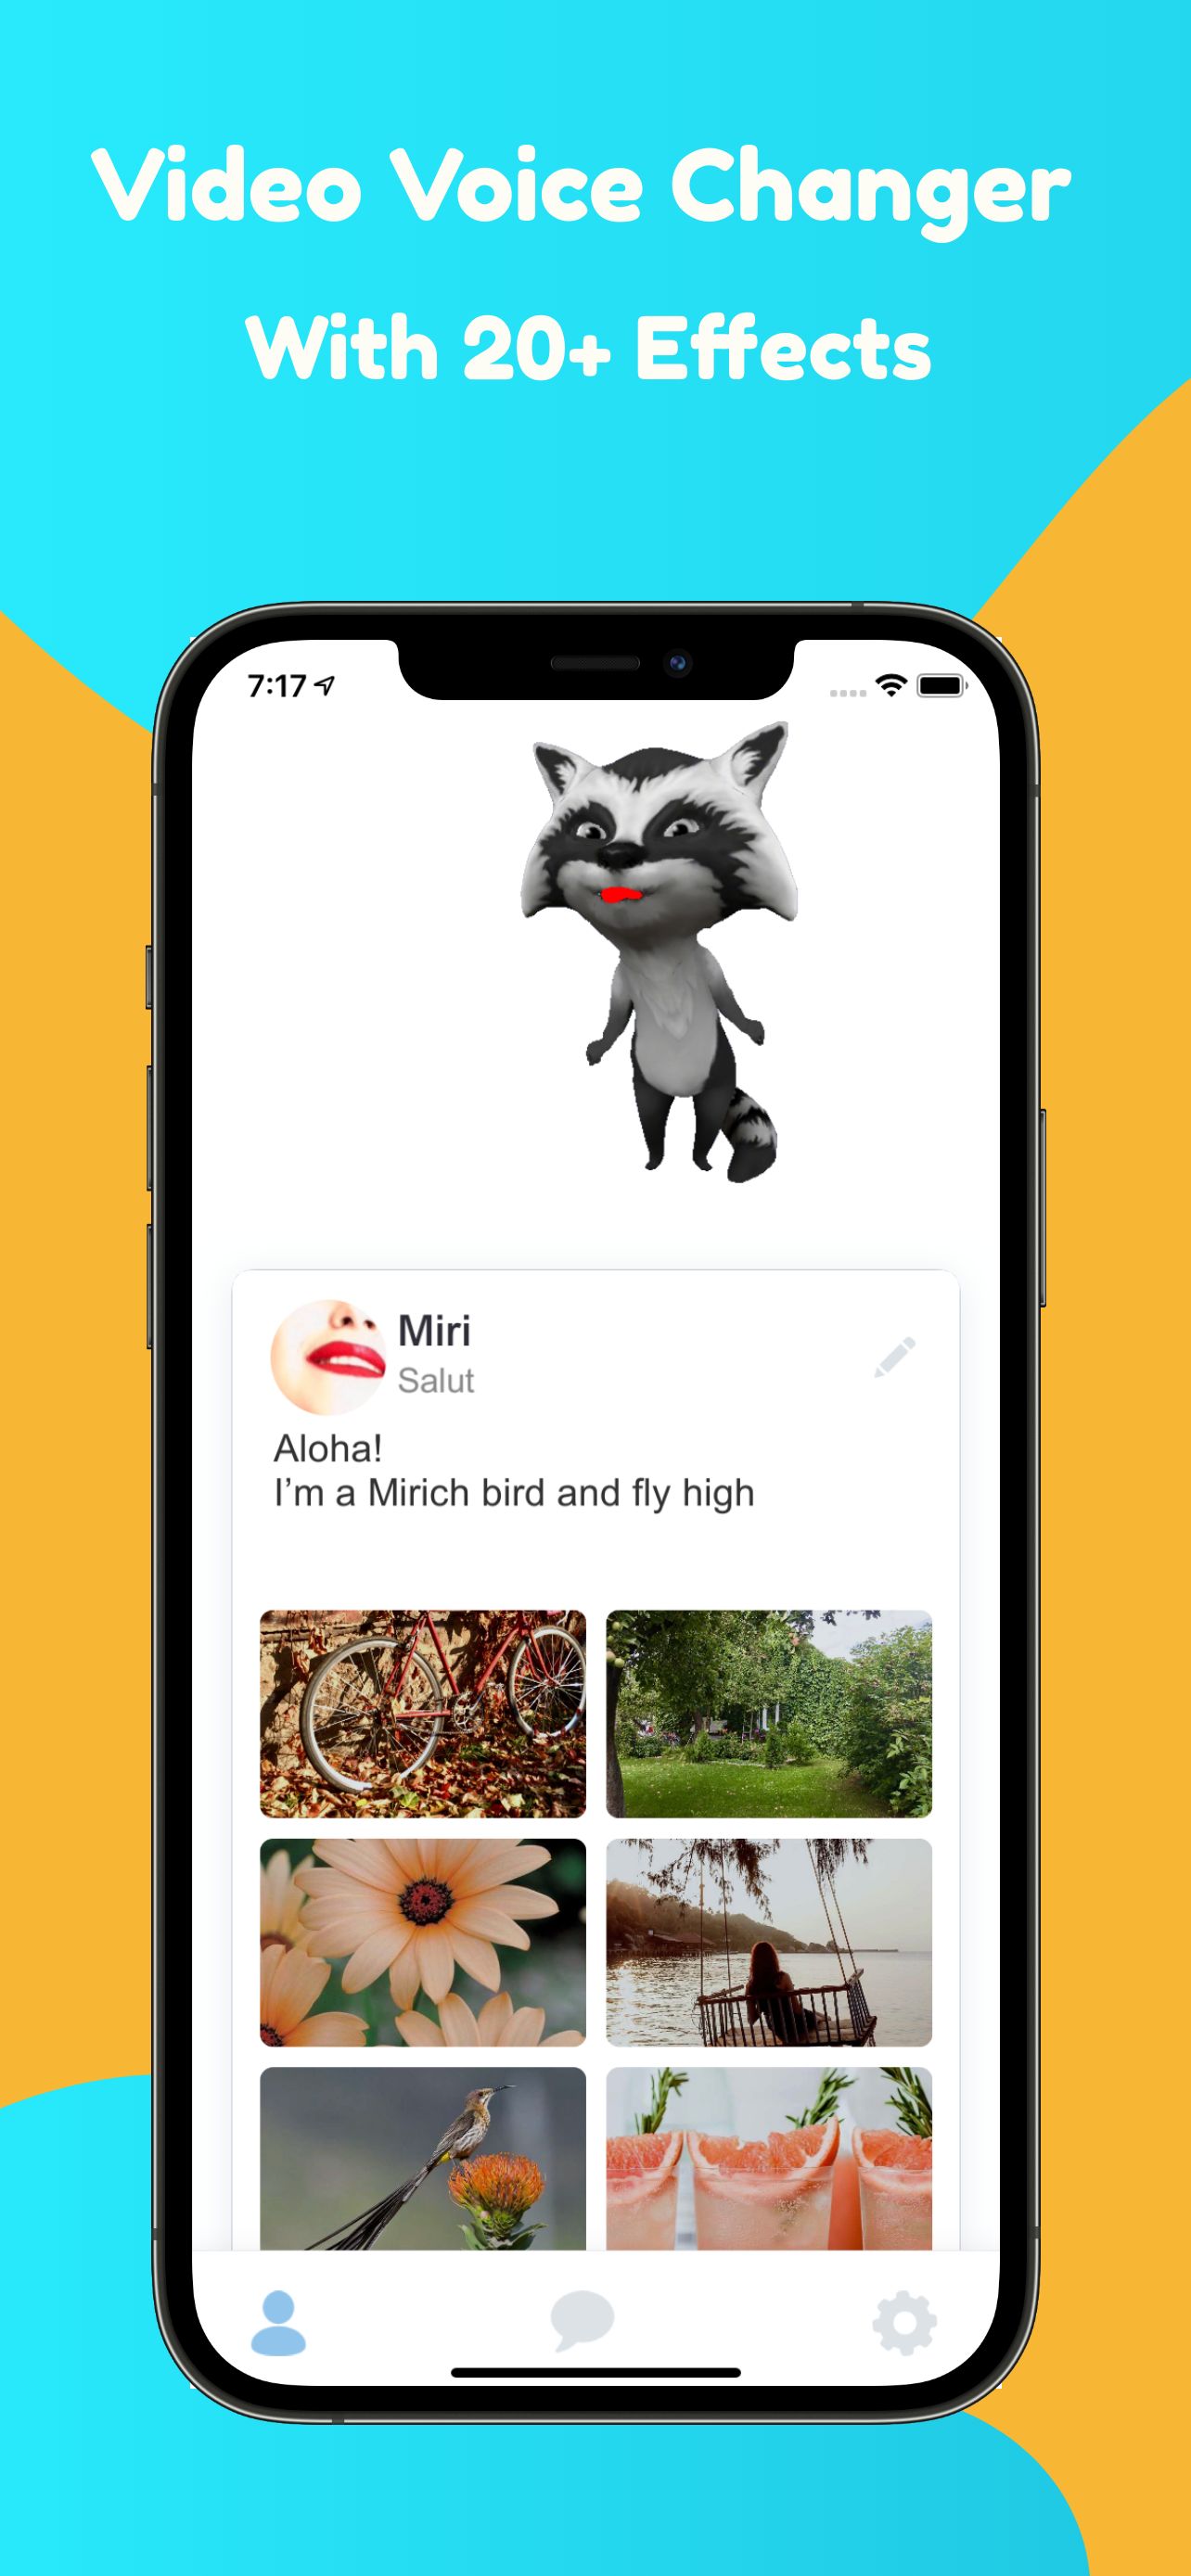 Video Voice Changer
With 20+ Effects
7:17
Miri
Salut
Aloha!
I’m a Mirich bird and fly high